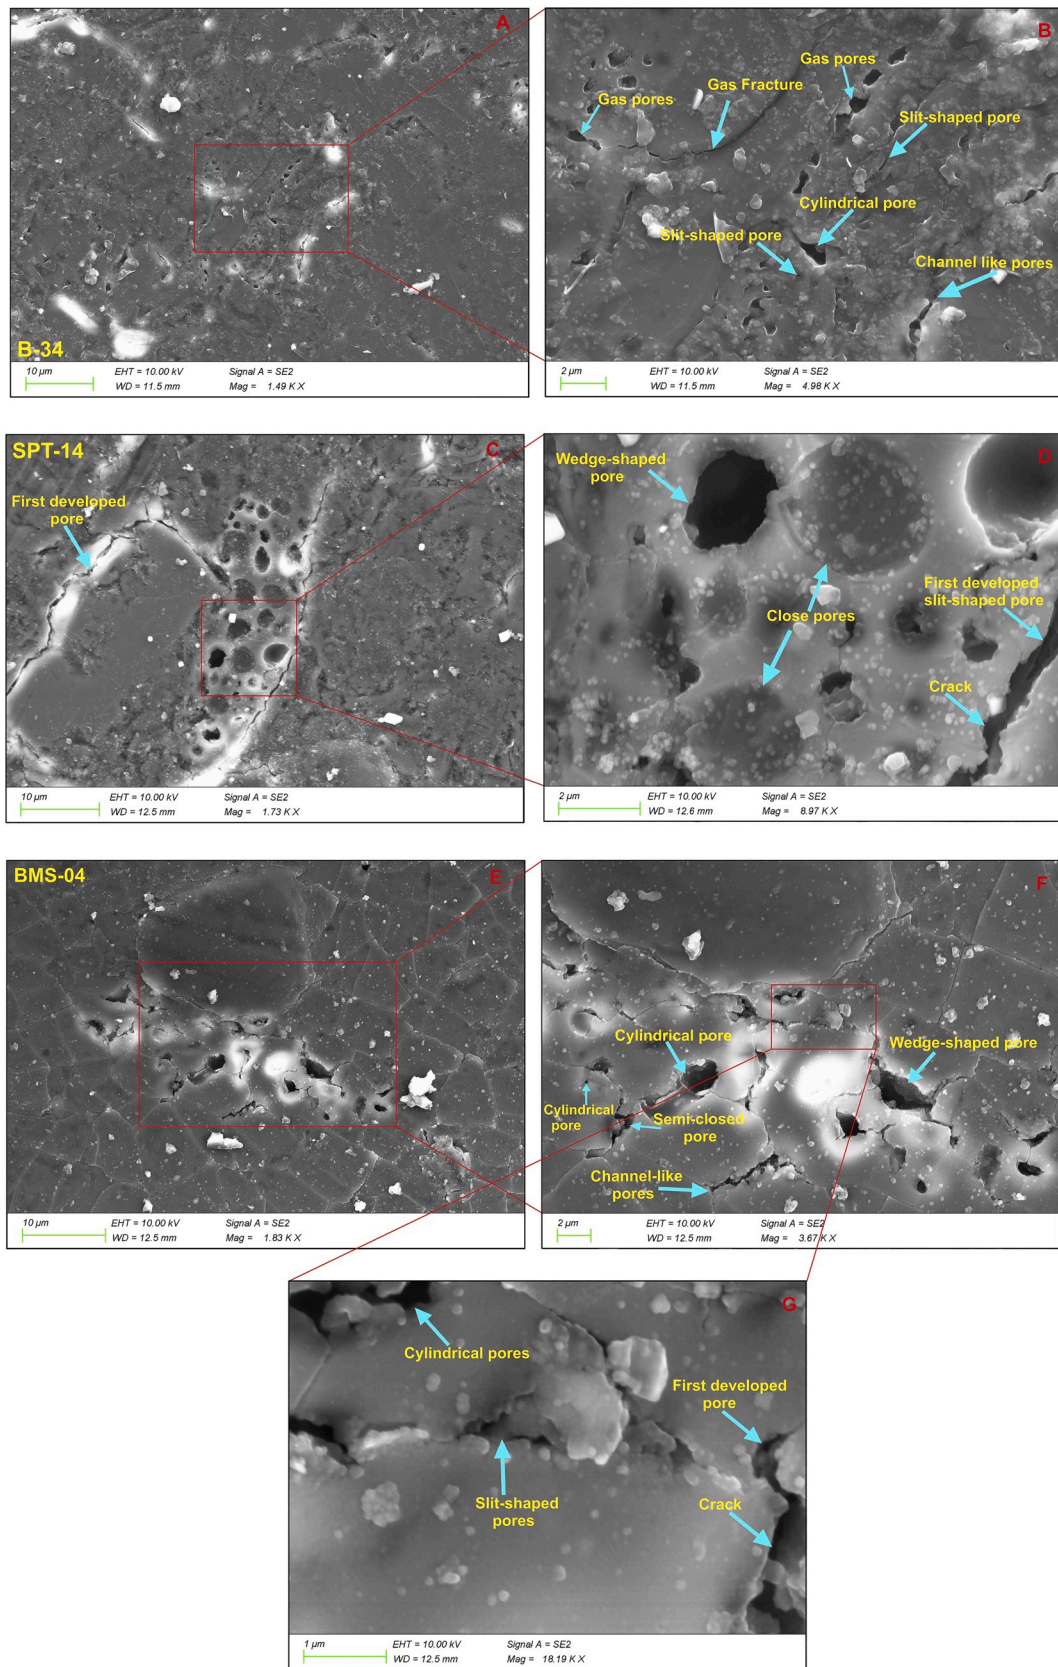 A
B-34
10 µm
EHT = 10.00 kV
WD = 11.5 mm
Signal A = SE2
Mag = 1.49 K X
B
Gas pores
Gas Fracture
Gas pores
Slit-shaped pore
Cylindrical pore
Slit-shaped pore
Channel like pores
2 µm
EHT = 10.00 kV
WD = 11.5 mm
Signal A = SE2
Mag = 4.98 K X
SPT-14
C
First developed
pore
10 µm
EHT = 10.00 kV
WD = 12.5 mm
Signal A = SE2
Mag = 1.73 K X
D
Wedge-shaped
pore
First developed
slit-shaped pore
Close pores
Crack
2 µm
EHT = 10.00 kV
WD = 12.6 mm
Signal A = SE2
Mag = 8.97 K X
BMS-04
E
10 µm
EHT = 10.00 kV
WD = 12.5 mm
Signal A = SE2
Mag = 1.83 K X
F
Cylindrical pore
Wedge-shaped pore
Cylindrical
pore
Semi-closed
pore
Channel-like
pores
2 µm
EHT = 10.00 kV
WD = 12.5 mm
Signal A = SE2
Mag = 3.67 K X
G
Cylindrical pores
First developed
pore
Slit-shaped
pores
Crack
1 µm
EHT = 10.00 kV
WD = 12.5 mm
Signal A = SE2
Mag = 18.19 K X